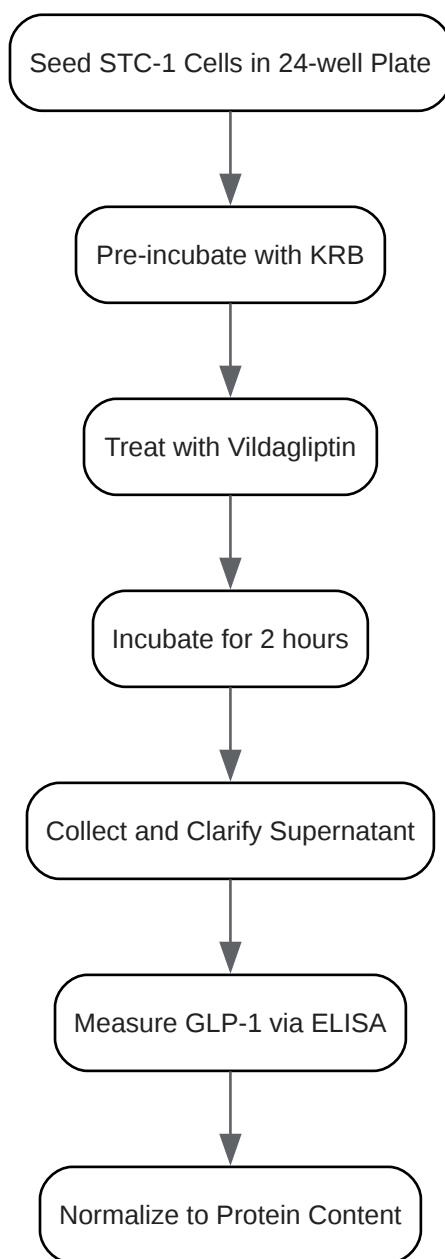 Seed STC-1 Cells in 24-well Plate
Pre-incubate with KRB
Treat with Vildagliptin
Incubate for 2 hours
Collect and Clarify Supernatant
Measure GLP-1 via ELISA
Normalize to Protein Content